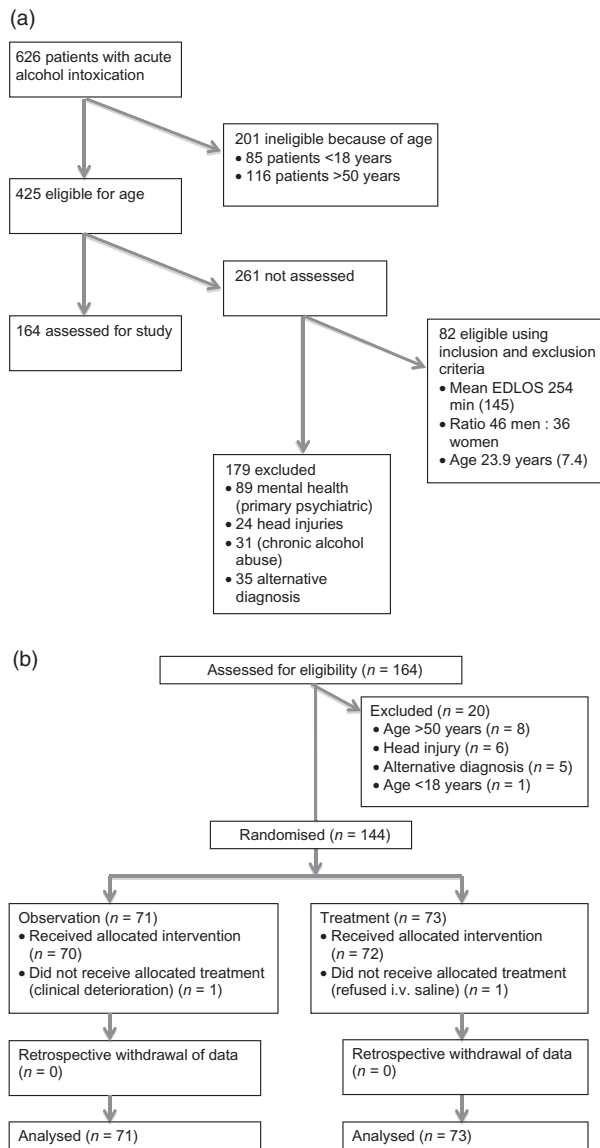 (a)
626 patients with acute
alcohol intoxication
201 ineligible because of age
• 85 patients <18 years
• 116 patients >50 years
425 eligible for age
261 not assessed
164 assessed for study
82 eligible using
inclusion and exclusion
criteria
• Mean EDLOS 254
min (145)
• Ratio 46 men : 36
women
• Age 23.9 years (7.4)
179 excluded
• 89 mental health
(primary psychiatric)
• 24 head injuries
• 31 (chronic alcohol
abuse)
• 35 alternative
diagnosis
(b)
Assessed for eligibility (n = 164)
Excluded (n = 20)
• Age >50 years (n = 8)
• Head injury (n = 6)
• Alternative diagnosis (n = 5)
• Age <18 years (n = 1)
Randomised (n = 144)
Observation (n = 71)
• Received allocated intervention
(n = 70)
• Did not receive allocated treatment
(clinical deterioration) (n = 1)
Treatment (n = 73)
• Received allocated intervention
(n = 72)
• Did not receive allocated treatment
(refused i.v. saline) (n = 1)
Retrospective withdrawal of data
(n = 0)
Retrospective withdrawal of data
(n = 0)
Analysed (n = 71)
Analysed (n = 73)